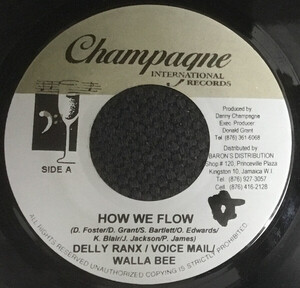 Champagne
INTERNATIONAL
RECORDS
SIDE A
Produced by
Danny Champagne
Exec. Producer
Donald Grant
Tel (876) 361-6068
Distributed by
BARON'S DISTRIBUTION
Shop # 120, Princeville Plaza
Kingston 10, Jamaica W.I
Tel: (876) 927-3057
Cell: (876) 416-2128
HOW WE FLOW
(D. Foster/D. Grant/S. Bartlett/O. Edwards/
K. Blair/J. Jackson/P. James)
DELLY RANX / VOICE MAIL/
WALLA BEE
ALL RIGHTS RESERVED UNAUTHORIZED COPYING IS STRICTLY PROHIBITED